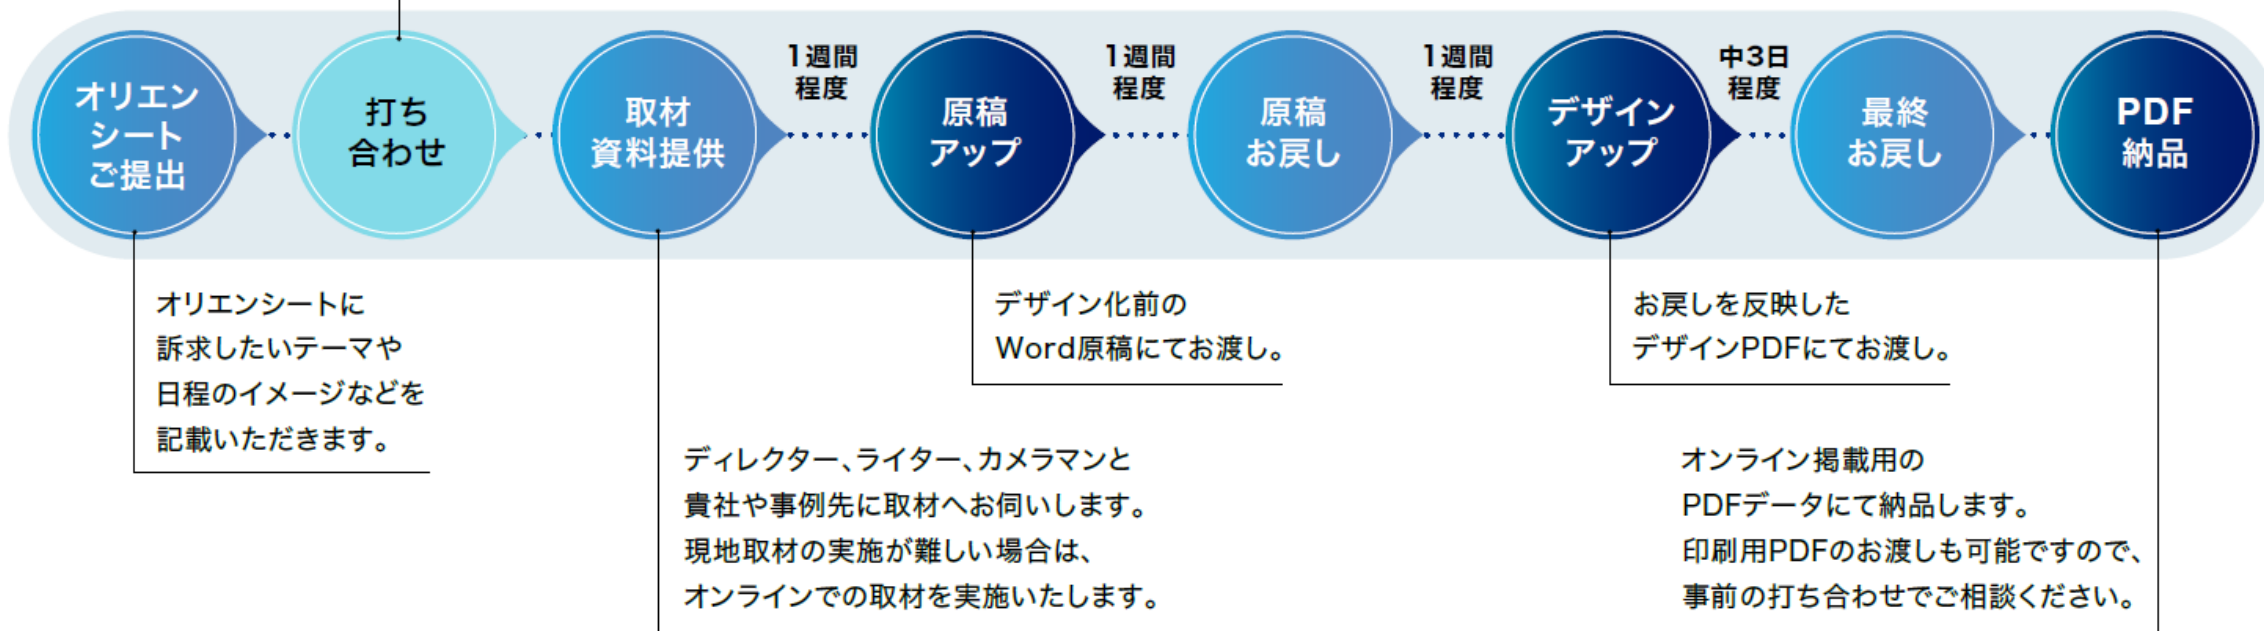 オリエン
シート
ご提出
打ち
合わせ
取材
資料提供
1週間
程度
原稿
アップ
1週間
程度
原稿
お戻し
1週間
程度
デザイン
アップ
中3日
程度
最終
お戻し
PDF
納品
オリエンシートに
訴求したいテーマや
日程のイメージなどを
記載いただきます。
ディレクター、ライター、カメラマンと
貴社や事例先に取材へお伺いします。
現地取材の実施が難しい場合は、
オンラインでの取材を実施いたします。
デザイン化前の
Word原稿にてお渡し。
お戻しを反映した
デザインPDFにてお渡し。
オンライン掲載用の
PDFデータにて納品します。
印刷用PDFのお渡しも可能ですので、
事前の打ち合わせでご相談ください。